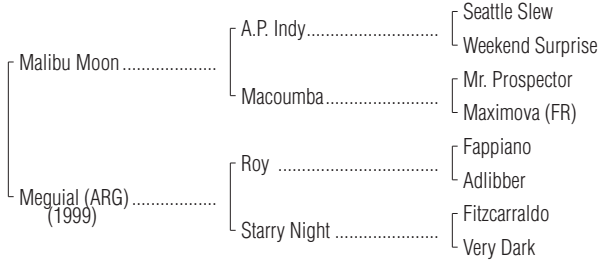 Seattle Slew
A.P. Indy
Weekend Surprise
Malibu Moon
Mr. Prospector
Macoumba
Maximova (FR)
Fappiano
Roy
Adlibber
Meguial (ARG)
(1999)
Fitzcarraldo
Starry Night
Very Dark